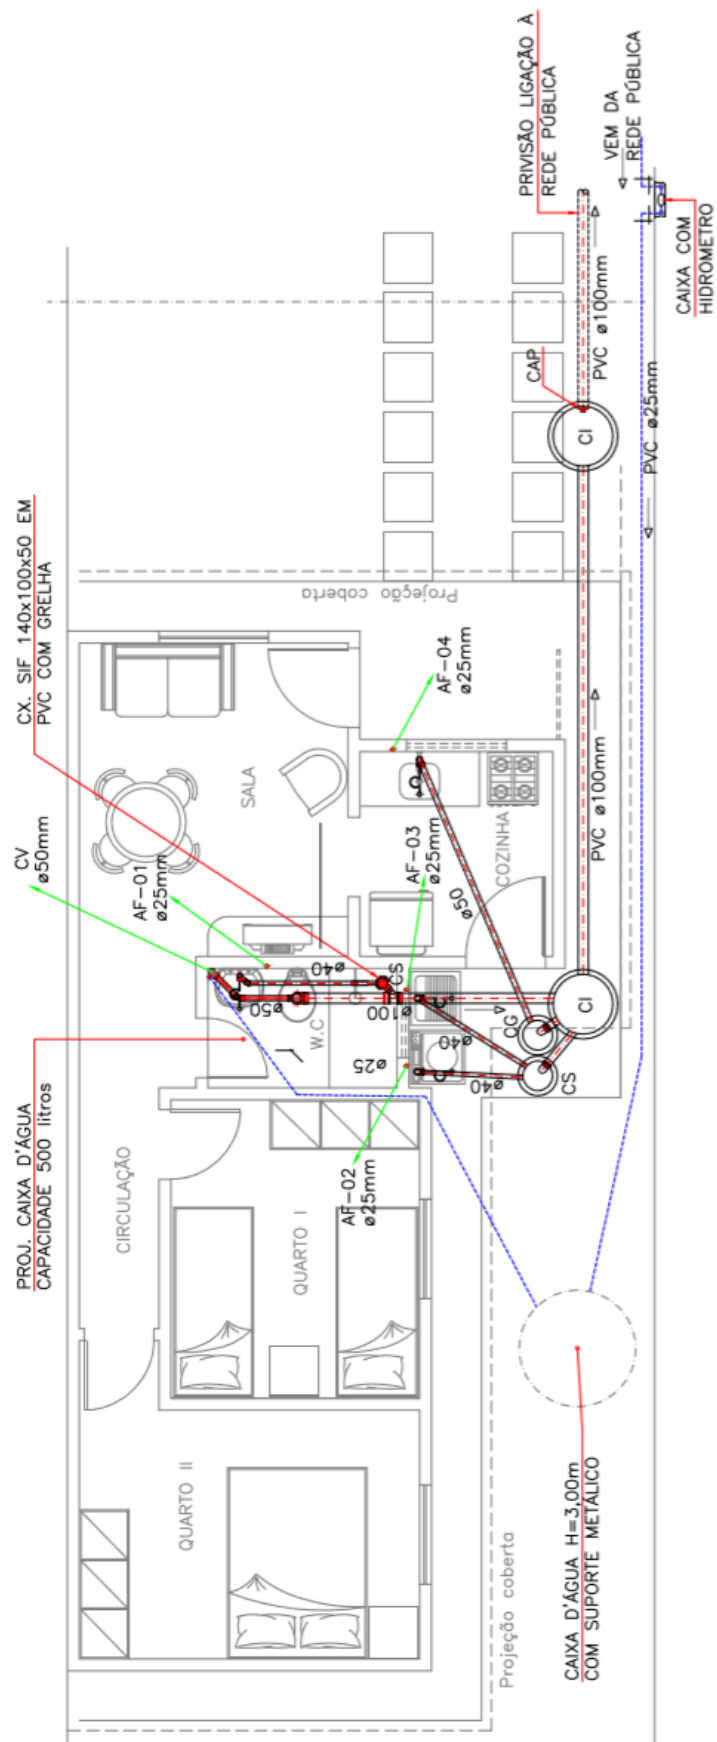 PRIVISÃO LIGAÇÃO À
REDE PÚBLICA
VEM DA
REDE PÚBLICA
CAIXA COM
HIDROMETRO
PVC ø100mm
CAP
CI
PVC ø25mm
CX. SIF 140x100x50 EM
PVC COM GRELHA
Projeção coberta
AF-04
ø25mm
SALA
CV
ø50mm
AF-01
ø25mm
AF-03
ø25mm
COZINHA
ø50
PVC ø100mm
ø40
CS
ø50
ø100
W.C
ø25
ø40
ø40
CG
CI
CS
PROJ. CAIXA D'ÁGUA
CAPACIDADE 500 litros
CIRCULAÇÃO
AF-02
ø25mm
QUARTO I
QUARTO II
Projeção coberta
CAIXA D'ÁGUA H=3,00m
COM SUPORTE METÁLICO